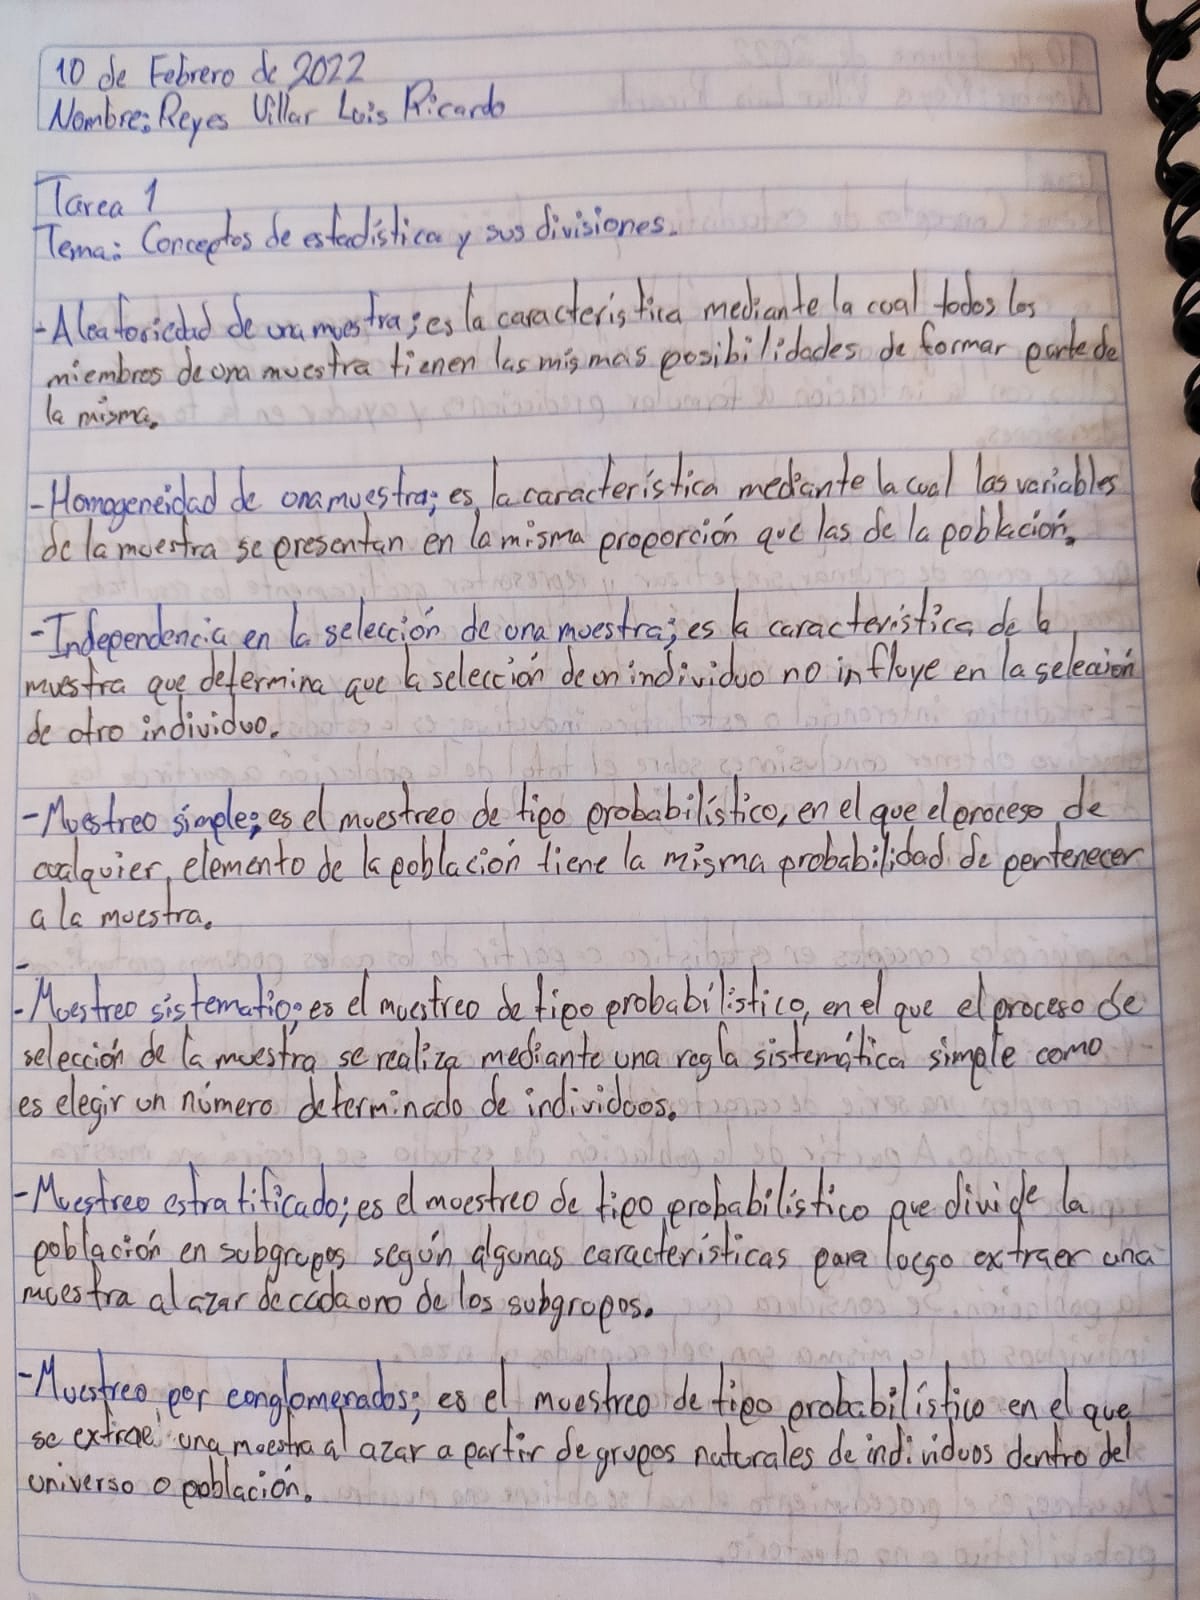 10 de Febrero de 2022
Nombre: Reyes Villar Luis Ricardo
Tarea 1
Tema: Conceptos de estadística y sus divisiones.
- Aleatoriedad de una muestra; es la característica mediante la cual todos los
miembros de una muestra tienen las mismas posibilidades de formar parte de
la misma.
- Homogeneidad de una muestra; es la característica mediante la cual las variables
de la muestra se presentan en la misma proporción que las de la población.
- Independencia en la selección de una muestra; es la característica de la
muestra que determina que la selección de un individuo no influye en la selección
de otro individuo.
- Muestreo simple; es el muestreo de tipo probabilístico, en el que el proceso de
cualquier elemento de la población tiene la misma probabilidad de pertenecer
a la muestra.
-
- Muestreo sistematio; es el muestreo de tipo probabilístico, en el que el proceso de
selección de la muestra se realiza mediante una regla sistemática simple como
es elegir un número determinado de individuos.
- Muestreo estratificado; es el muestreo de tipo probabilístico que divide la
población en subgrupos según algunas características para luego extraer una
muestra al azar de cada uno de los subgrupos.
- Muestreo por conglomerados; es el muestreo de tipo probabilístico en el que
se extrae una muestra al azar a partir de grupos naturales de individuos dentro del
universo o población.